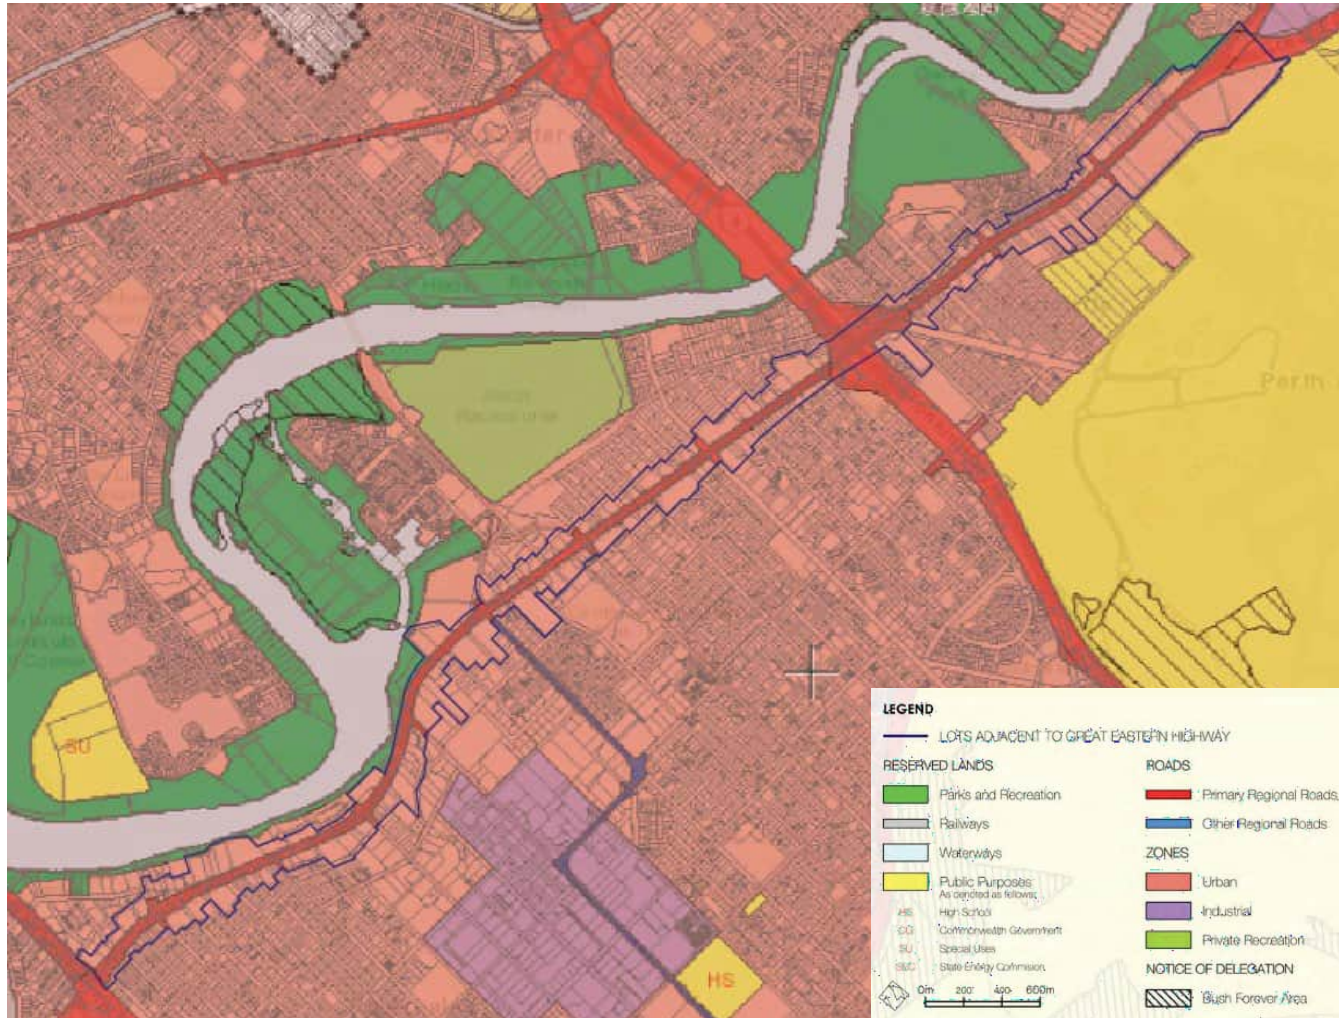 Perth
SU
HS
LEGEND
LOTS ADJACENT TO GREAT EASTERN HIGHWAY
RESERVED LANDS
Parks and Recreation
Railways
Waterways
Public Purposes
As denoted as follows:
HS High School
CG Commonwealth Government
SU Special Uses
SEC State Energy Commision
0m 200 400 600m
ROADS
Primary Regional Roads
Other Regional Roads
ZONES
Urban
Industrial
Private Recreation
NOTICE OF DELEGATION
Bush Forever Area